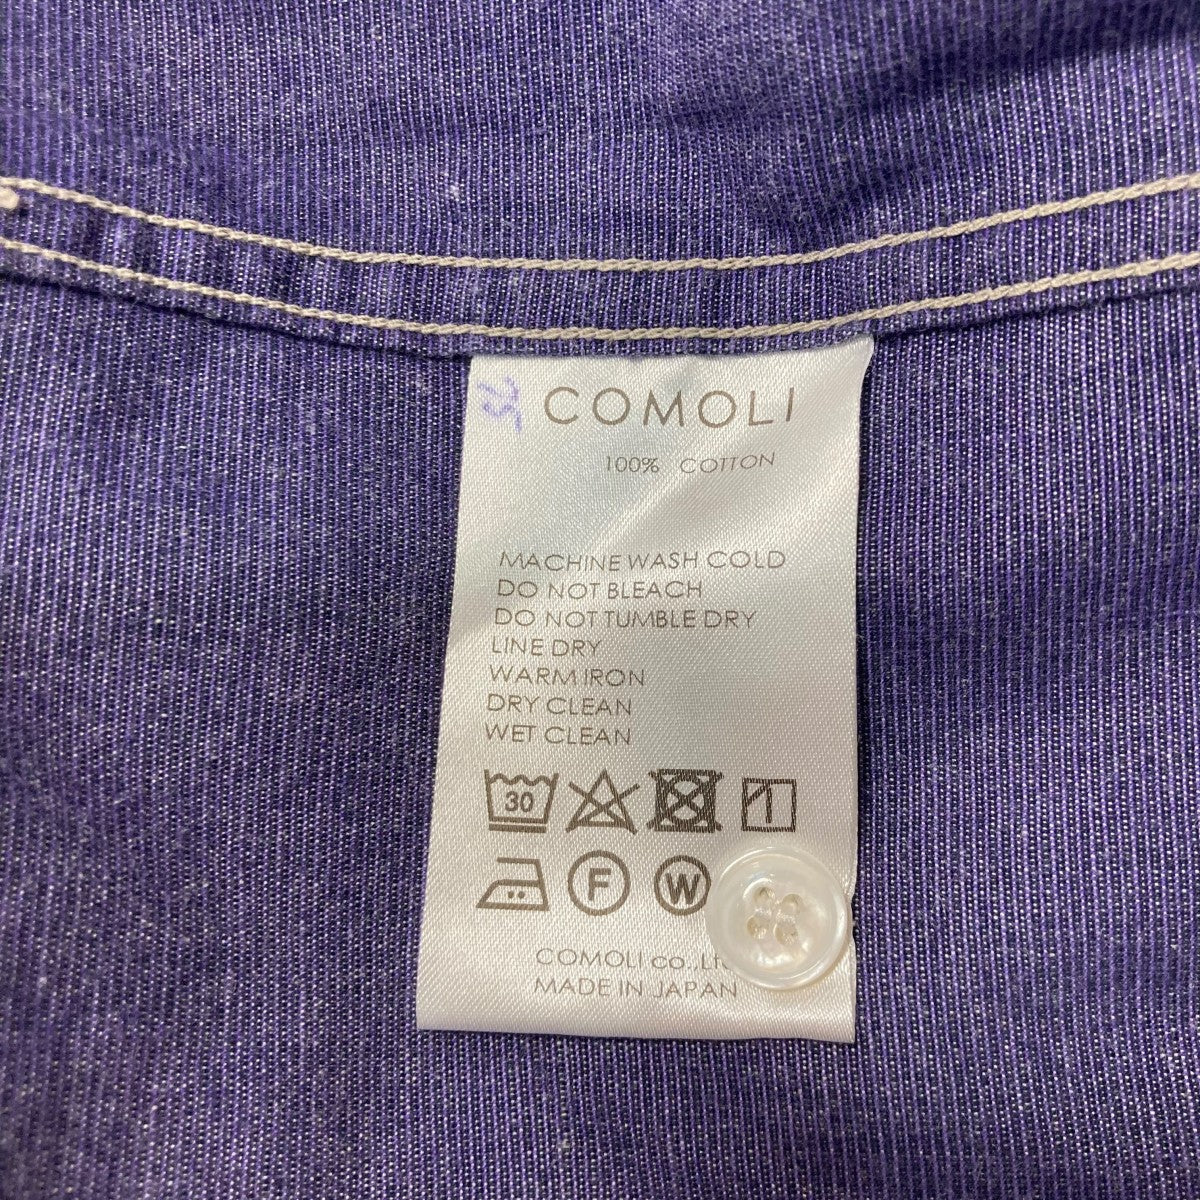 COMOLI
100% COTTON
MACHINE WASH COLD
DO NOT BLEACH
DO NOT TUMBLE DRY
LINE DRY
WARM IRON
DRY CLEAN
WET CLEAN
30
F W
COMOLI co.,
MADE IN JAPAN